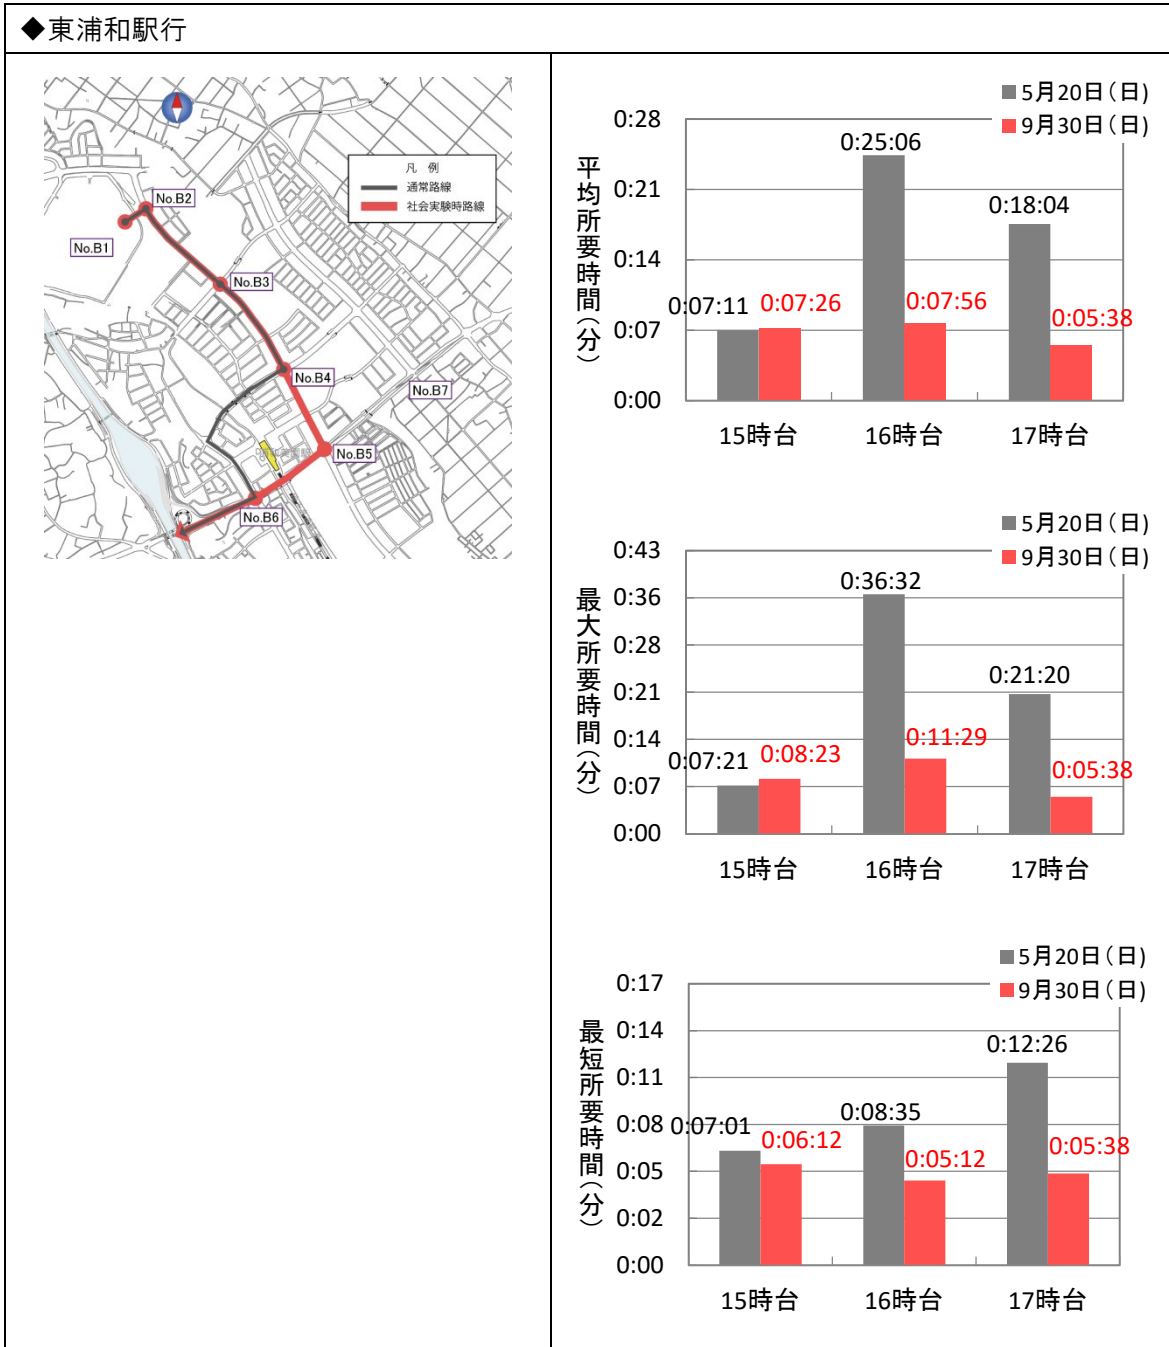 ◆東浦和駅行
凡 例
通常路線
社会実験時路線
No.B2
No.B1
No.B3
No.B4
No.B7
No.B5
No.B6
5月20日(日)
9月30日(日)
平均所要時間(分)
0:28
0:21
0:14
0:07
0:00
0:25:06
0:18:04
0:07:11
0:07:26
0:07:56
0:05:38
15時台
16時台
17時台
5月20日(日)
9月30日(日)
最大所要時間(分)
0:43
0:36
0:28
0:21
0:14
0:07
0:00
0:36:32
0:21:20
0:07:21
0:08:23
0:11:29
0:05:38
15時台
16時台
17時台
5月20日(日)
9月30日(日)
最短所要時間(分)
0:17
0:14
0:11
0:08
0:05
0:02
0:00
0:12:26
0:07:01
0:06:12
0:08:35
0:05:12
0:05:38
15時台
16時台
17時台